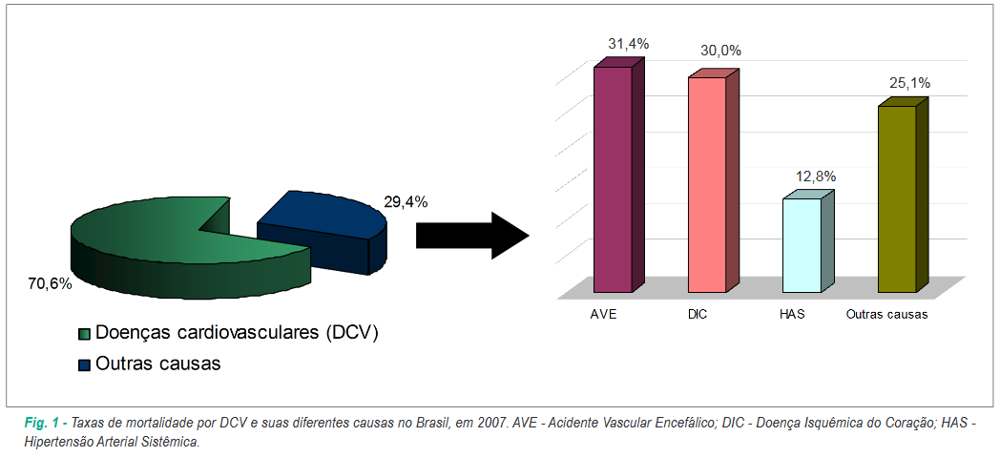 70,6%
29,4%
Doenças cardiovasculares (DCV)
Outras causas
31,4%
30,0%
12,8%
25,1%
AVE
DIC
HAS
Outras causas
Fig. 1 - Taxas de mortalidade por DCV e suas diferentes causas no Brasil, em 2007. AVE - Acidente Vascular Encefálico; DIC - Doença Isquêmica do Coração; HAS -
Hipertensão Arterial Sistêmica.